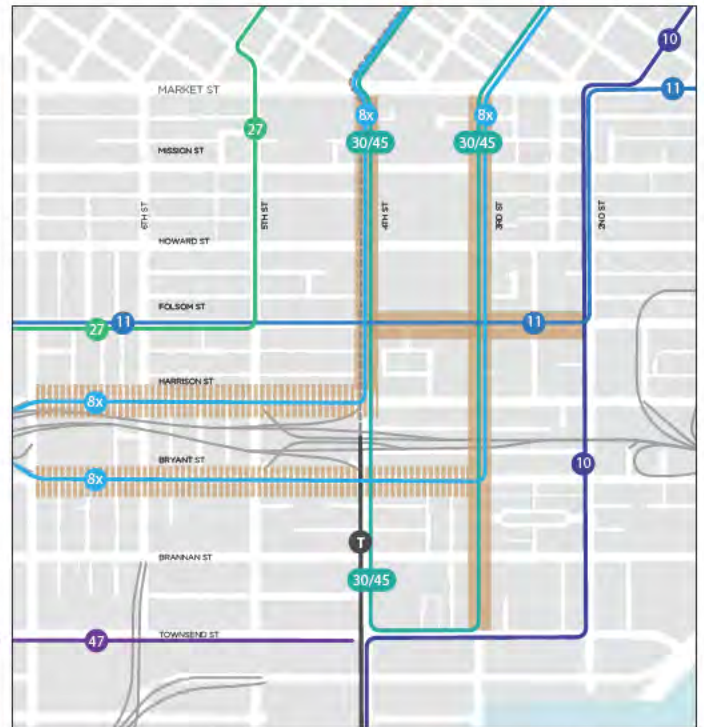 10
MARKET ST
11
8x
8x
27
30/45
30/45
MISSION ST
6TH ST
5TH ST
4TH ST
3RD ST
2ND ST
HOWARD ST
FOLSOM ST
27
11
11
HARRISON ST
8x
BRYANT ST
10
8x
T
BRANNAN ST
30/45
TOWNSEND ST
47